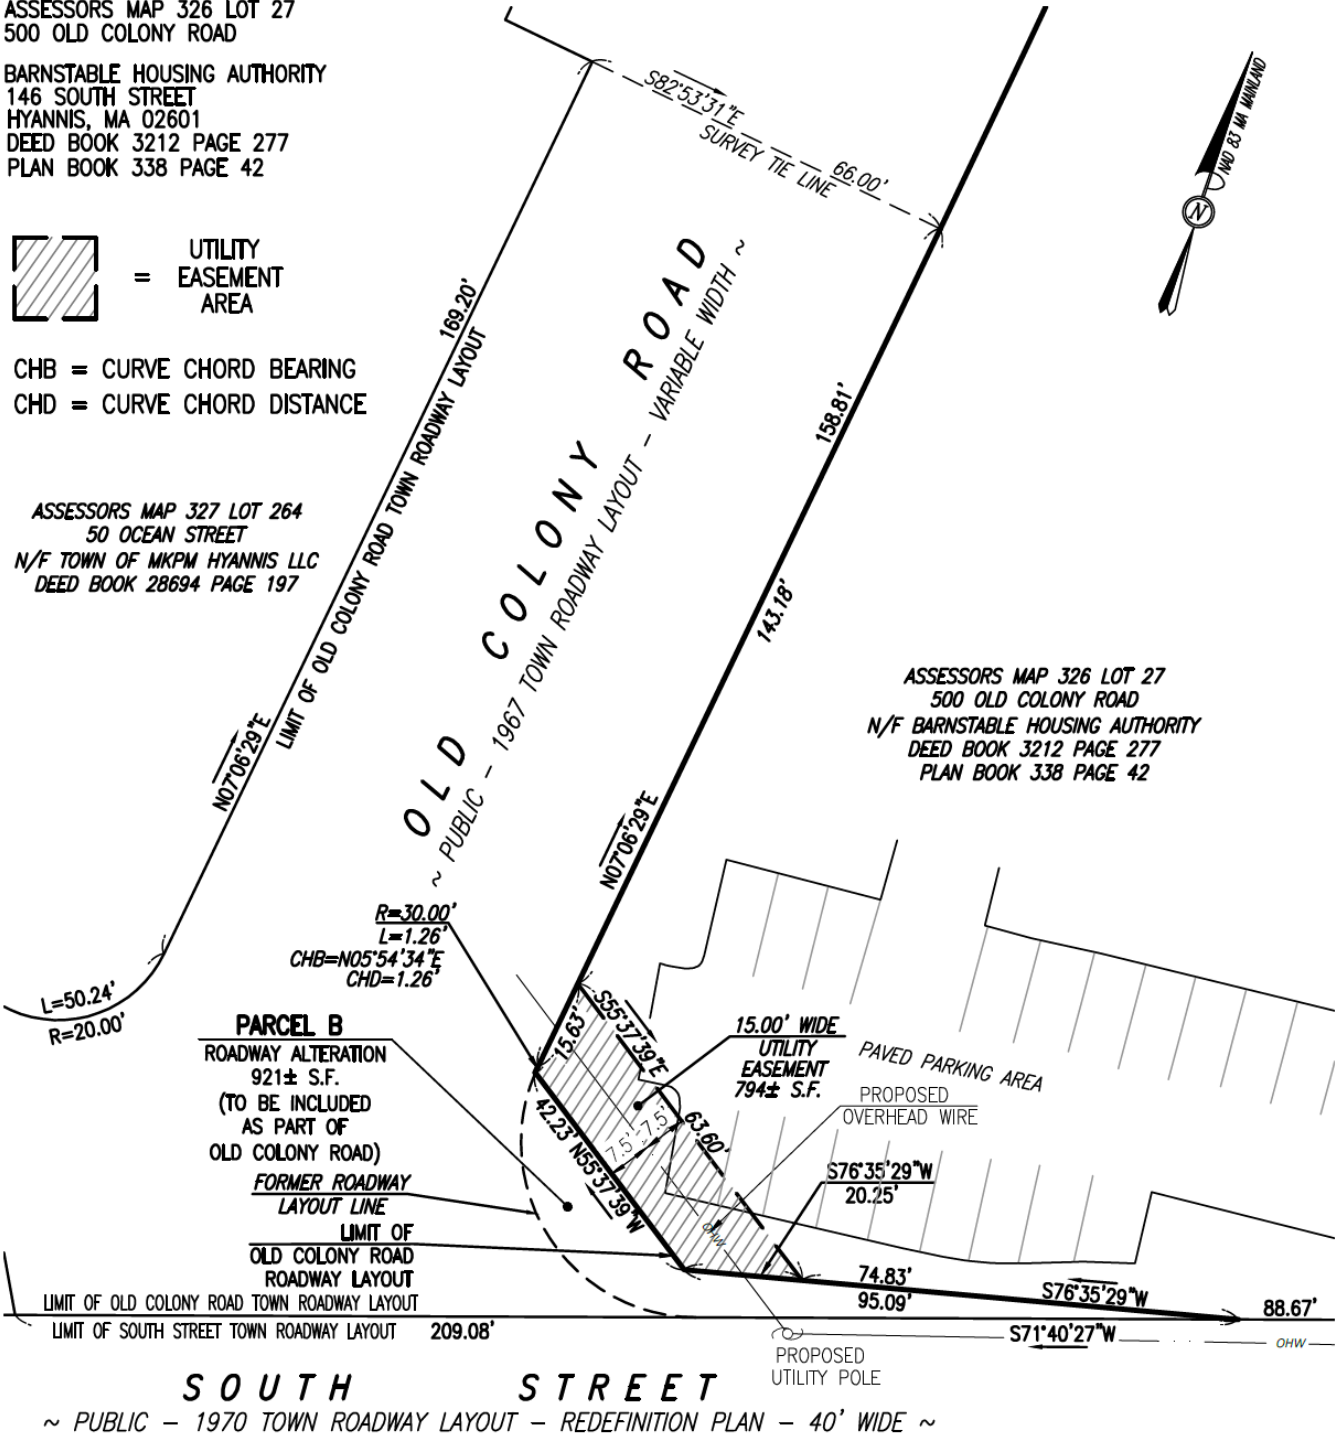 ASSESSORS MAP 326 LOT 27
500 OLD COLONY ROAD
BARNSTABLE HOUSING AUTHORITY
146 SOUTH STREET
HYANNIS, MA 02601
DEED BOOK 3212 PAGE 277
PLAN BOOK 338 PAGE 42
S82°53'31"E
SURVEY TIE LINE
66.00'
NAD 83 MA MAINLAND
N
=
UTILITY
EASEMENT
AREA
CHB = CURVE CHORD BEARING
CHD = CURVE CHORD DISTANCE
169.20'
LIMIT OF OLD COLONY ROAD TOWN ROADWAY LAYOUT
N07°06'29"E
OLD COLONY ROAD
~ PUBLIC – 1967 TOWN ROADWAY LAYOUT – VARIABLE WIDTH ~
158.81'
143.18'
N07°06'29"E
ASSESSORS MAP 327 LOT 264
50 OCEAN STREET
N/F TOWN OF MKPM HYANNIS LLC
DEED BOOK 28694 PAGE 197
ASSESSORS MAP 326 LOT 27
500 OLD COLONY ROAD
N/F BARNSTABLE HOUSING AUTHORITY
DEED BOOK 3212 PAGE 277
PLAN BOOK 338 PAGE 42
R=30.00'
L=1.26'
CHB=N05°54'34"E
CHD=1.26'
L=50.24'
R=20.00'
PARCEL B
ROADWAY ALTERATION
921± S.F.
(TO BE INCLUDED
AS PART OF
OLD COLONY ROAD)
15.63'
S55°37'39"E
63.60'
42.23' N55°37'39"W
7.5'
7.5'
15.00' WIDE
UTILITY
EASEMENT
794± S.F.
PAVED PARKING AREA
PROPOSED
OVERHEAD WIRE
FORMER ROADWAY
LAYOUT LINE
LIMIT OF
OLD COLONY ROAD
ROADWAY LAYOUT
OHW
S76°35'29"W
20.25'
74.83'
95.09'
S76°35'29"W
88.67'
LIMIT OF OLD COLONY ROAD TOWN ROADWAY LAYOUT
LIMIT OF SOUTH STREET TOWN ROADWAY LAYOUT 209.08'
S71°40'27"W
OHW
PROPOSED
UTILITY POLE
SOUTH STREET
~ PUBLIC – 1970 TOWN ROADWAY LAYOUT – REDEFINITION PLAN – 40' WIDE ~